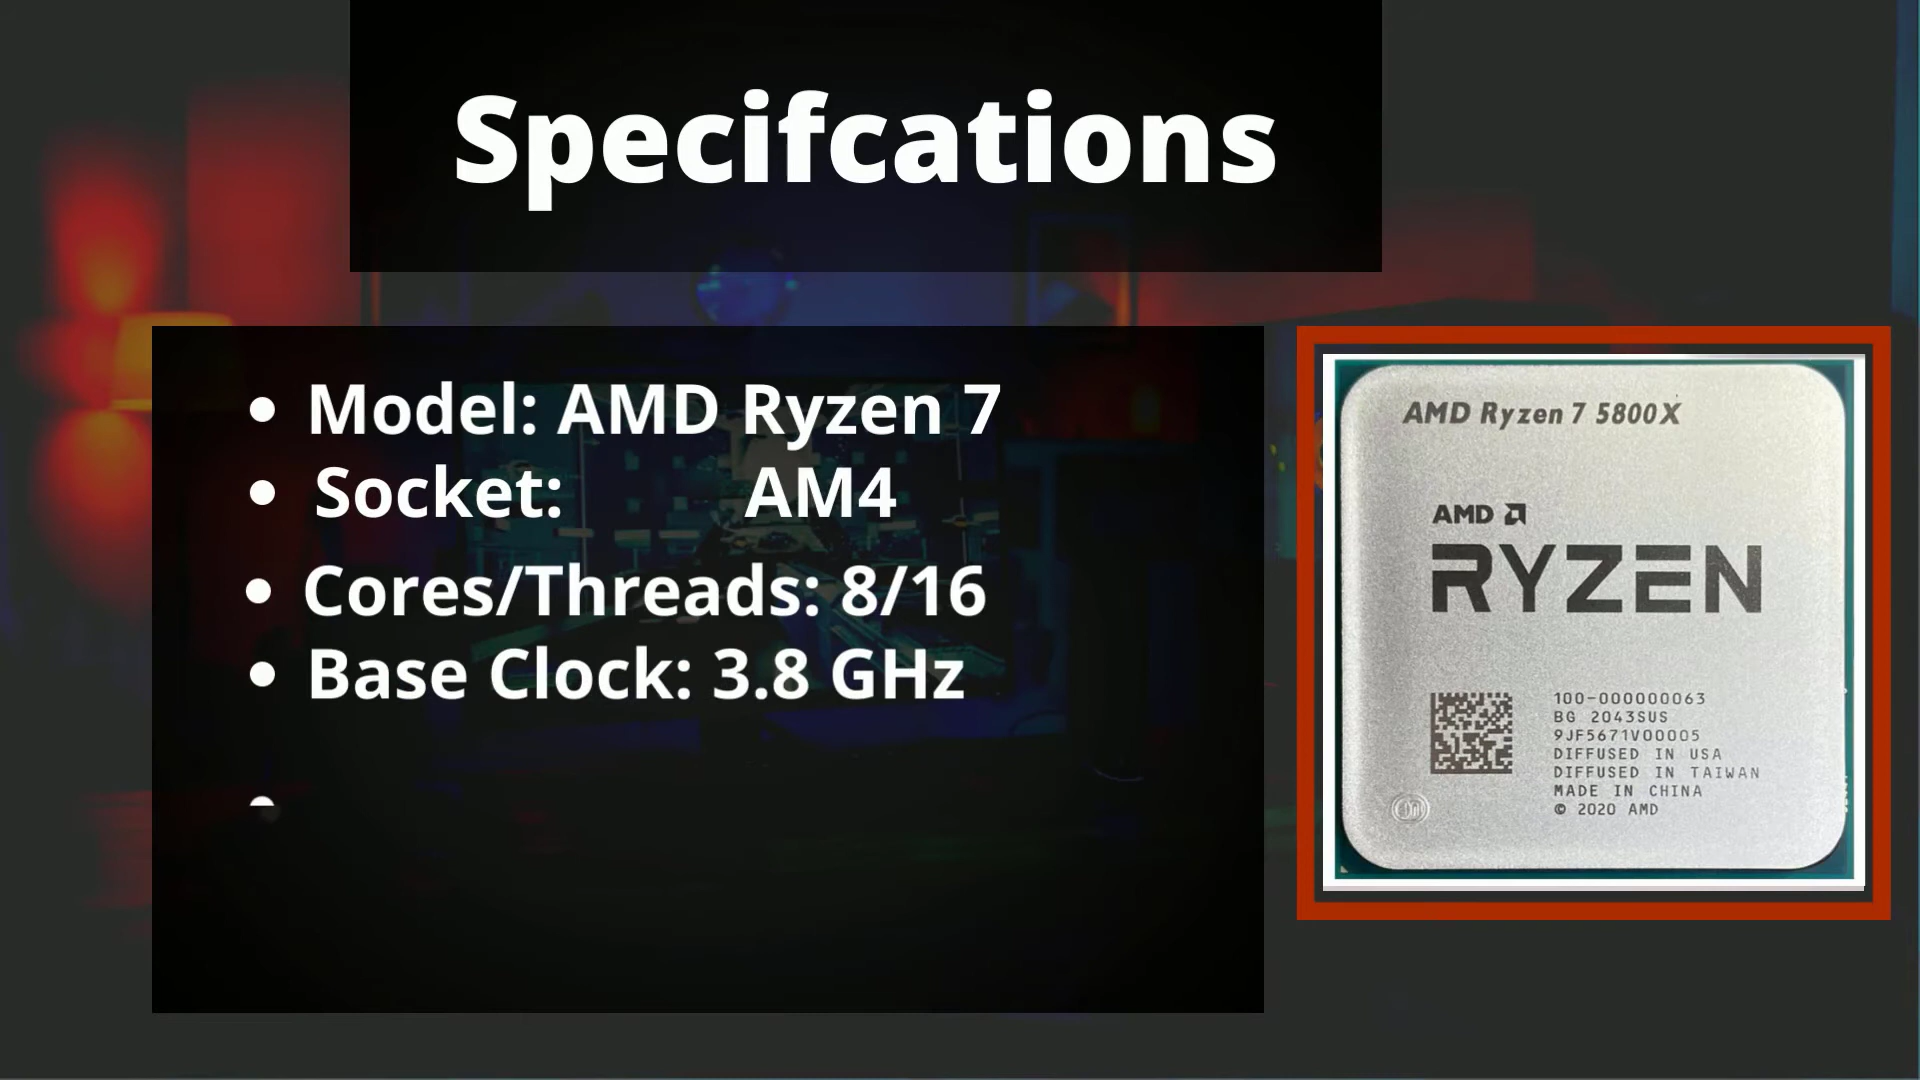 Specifcations
• Model: AMD Ryzen 7
• Socket: AM4
• Cores/Threads: 8/16
• Base Clock: 3.8 GHz
•
AMD Ryzen 7 5800X
AMD
RYZEN
100-000000063
BG 2043SUS
9JF5671V00005
DIFFUSED IN USA
DIFFUSED IN TAIWAN
MADE IN CHINA
© 2020 AMD